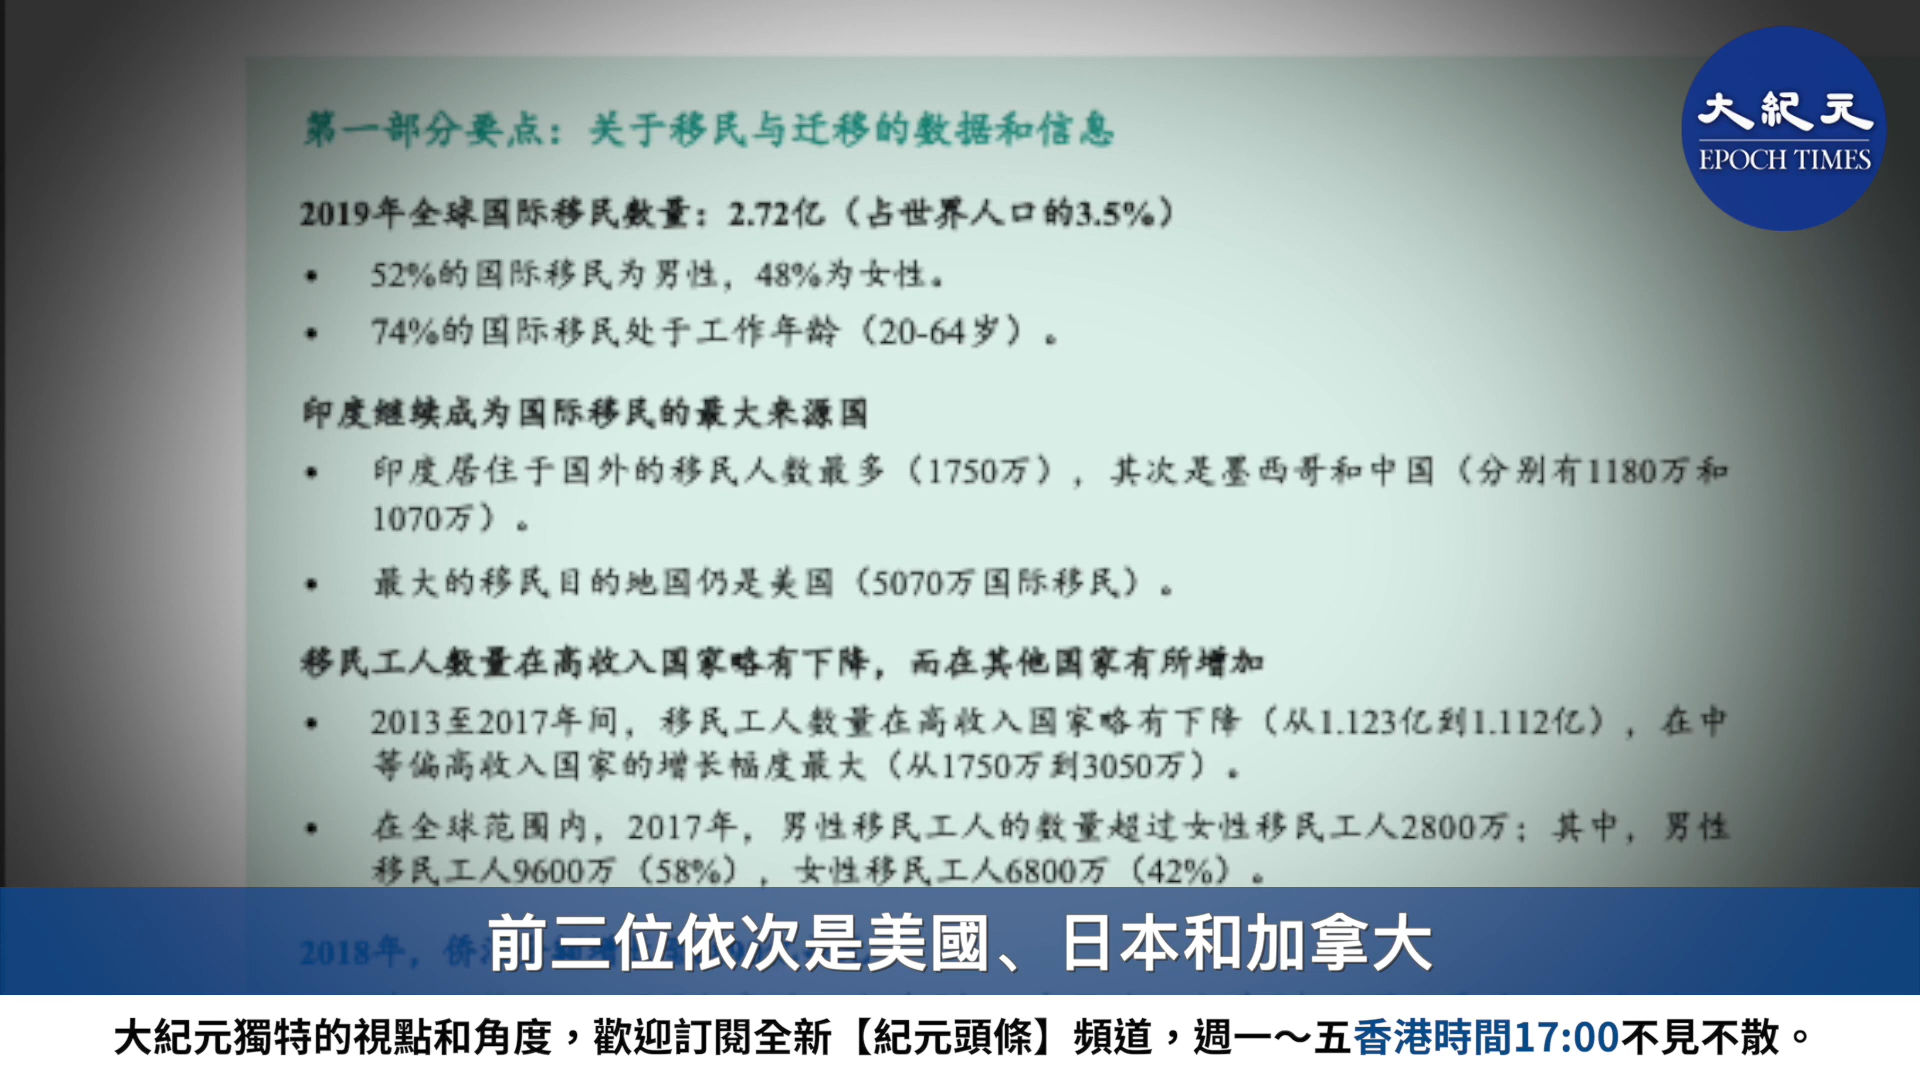 大紀元
EPOCH TIMES
第一部分要点：关于移民与迁移的数据和信息
2019年全球国际移民数量：2.72亿（占世界人口的3.5%）
• 52%的国际移民为男性，48%为女性。
• 74%的国际移民处于工作年龄（20-64岁）。
印度继续成为国际移民的最大来源国
• 印度居住于国外的移民人数最多（1750万），其次是墨西哥和中国（分别有1180万和
1070万）。
• 最大的移民目的地国仍是美国（5070万国际移民）。
移民工人数量在高收入国家略有下降，而在其他国家有所增加
• 2013至2017年间，移民工人数量在高收入国家略有下降（从1.123亿到1.112亿），在中
等偏高收入国家的增长幅度最大（从1750万到3050万）。
• 在全球范围内，2017年，男性移民工人的数量超过女性移民工人2800万；其中，男性
移民工人9600万（58%），女性移民工人6800万（42%）。
2018年，侨
前三位依次是美國、日本和加拿大
大紀元獨特的視點和角度，歡迎訂閱全新【紀元頭條】頻道，週一～五香港時間17:00不見不散。